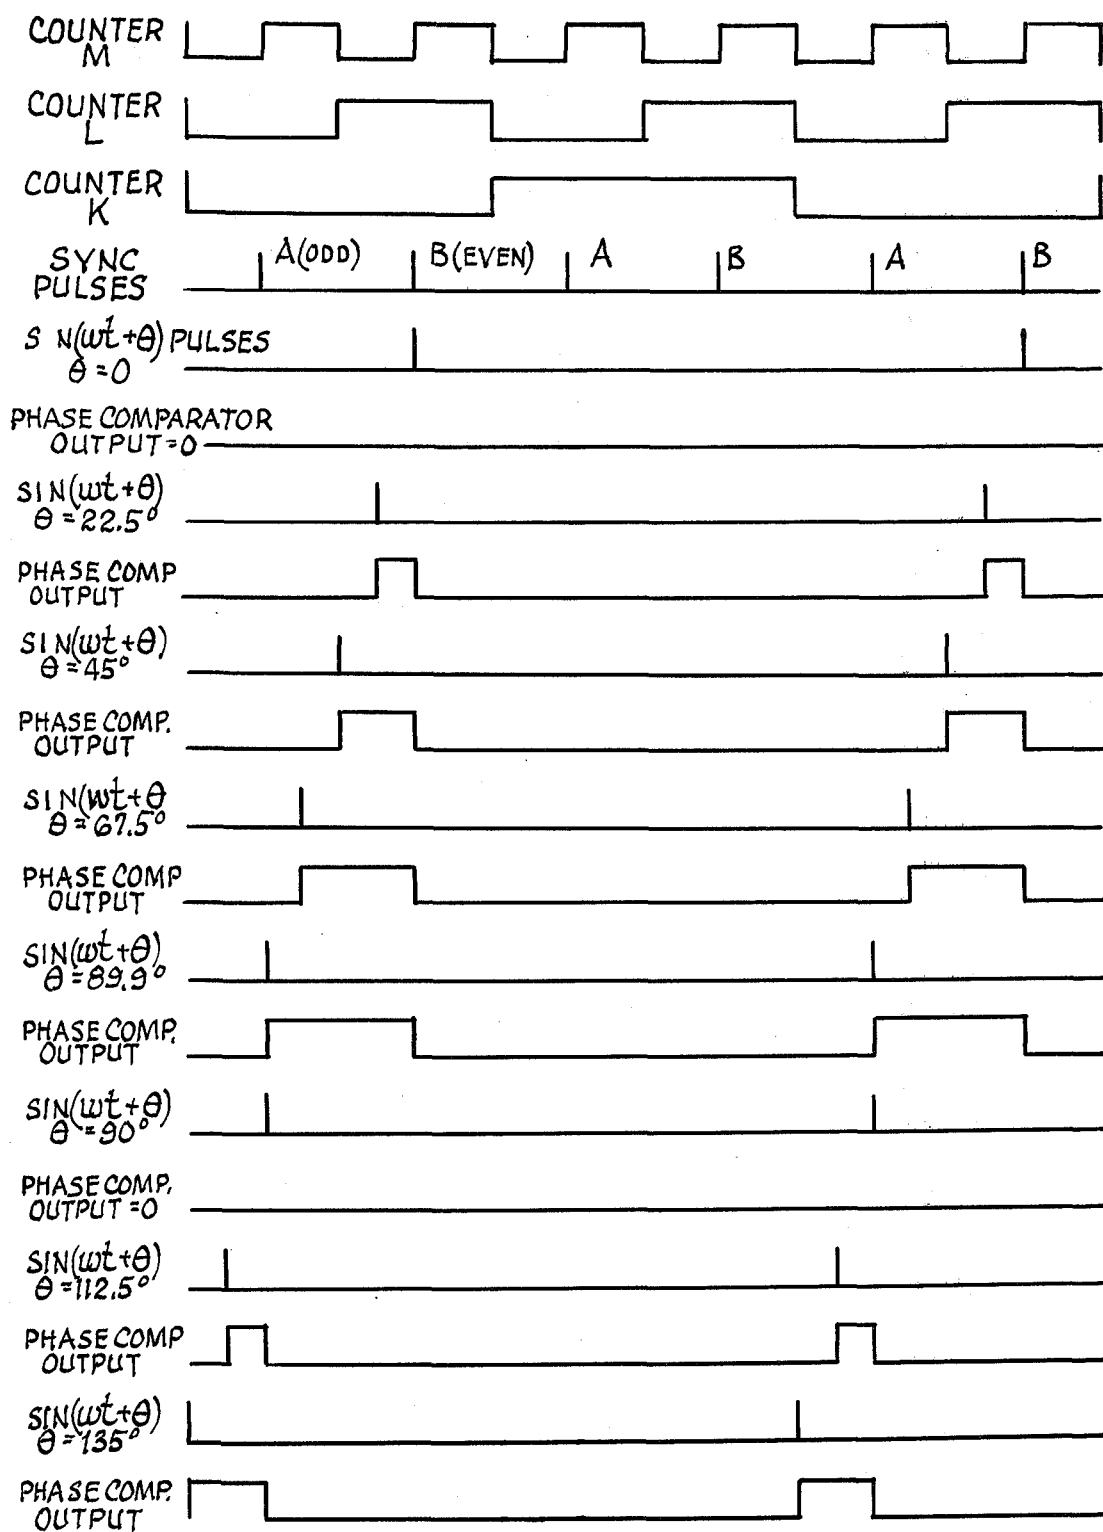 COUNTER
M
COUNTER
L
COUNTER
K
SYNC
PULSES
A(ODD) B(EVEN) A B A B
S N(ωt+θ) PULSES
θ=0
PHASE COMPARATOR
OUTPUT=0
SIN(ωt+θ)
θ=22.5°
PHASE COMP
OUTPUT
SIN(ωt+θ)
θ=45°
PHASE COMP.
OUTPUT
SIN(ωt+θ
θ=67.5°
PHASE COMP
OUTPUT
SIN(ωt+θ)
θ=89.9°
PHASE COMP.
OUTPUT
SIN(ωt+θ)
θ=90°
PHASE COMP.
OUTPUT=0
SIN(ωt+θ)
θ=112.5°
PHASE COMP
OUTPUT
SIN(ωt+θ)
θ=135°
PHASE COMP.
OUTPUT